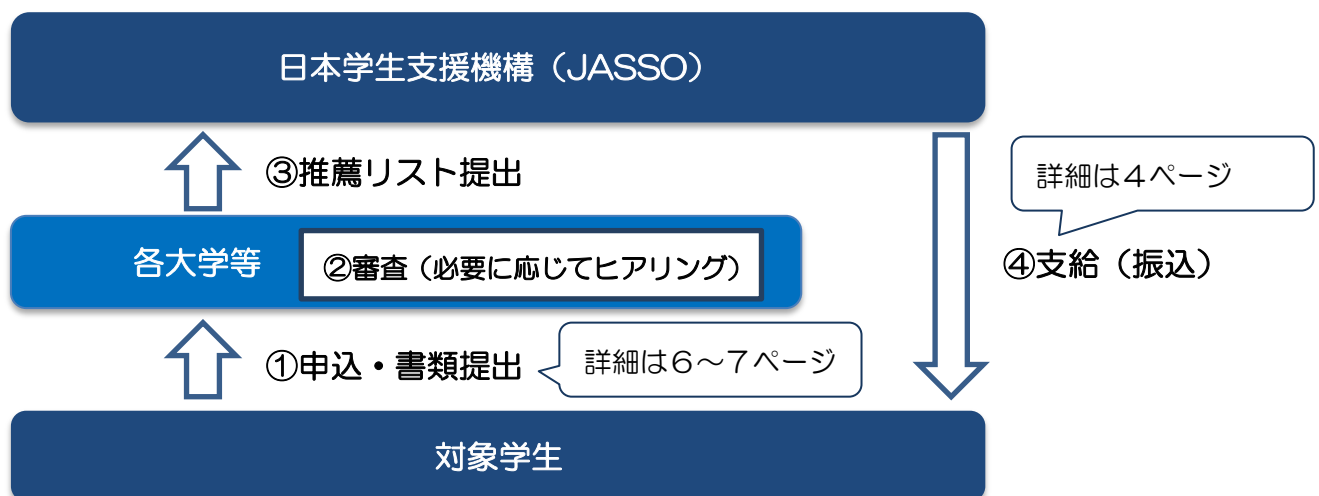 日本学生支援機構（JASSO）
③推薦リスト提出
詳細は４ページ
各大学等
②審査（必要に応じてヒアリング）
④支給（振込）
①申込・書類提出
詳細は６～７ページ
対象学生